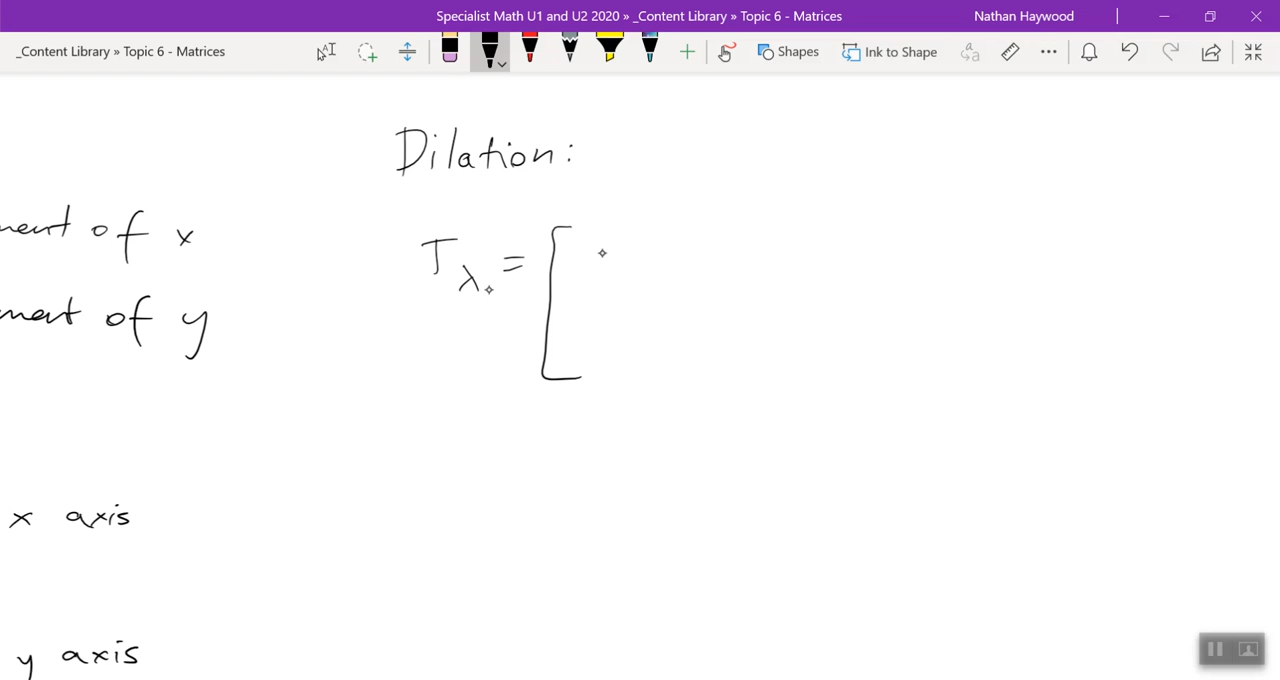 Specialist Math U1 and U2 2020 » _Content Library » Topic 6 - Matrices
Nathan Haywood
_Content Library » Topic 6 - Matrices
Shapes
Ink to Shape
Dilation:
of x
T λ = [
of y
x axis
y axis